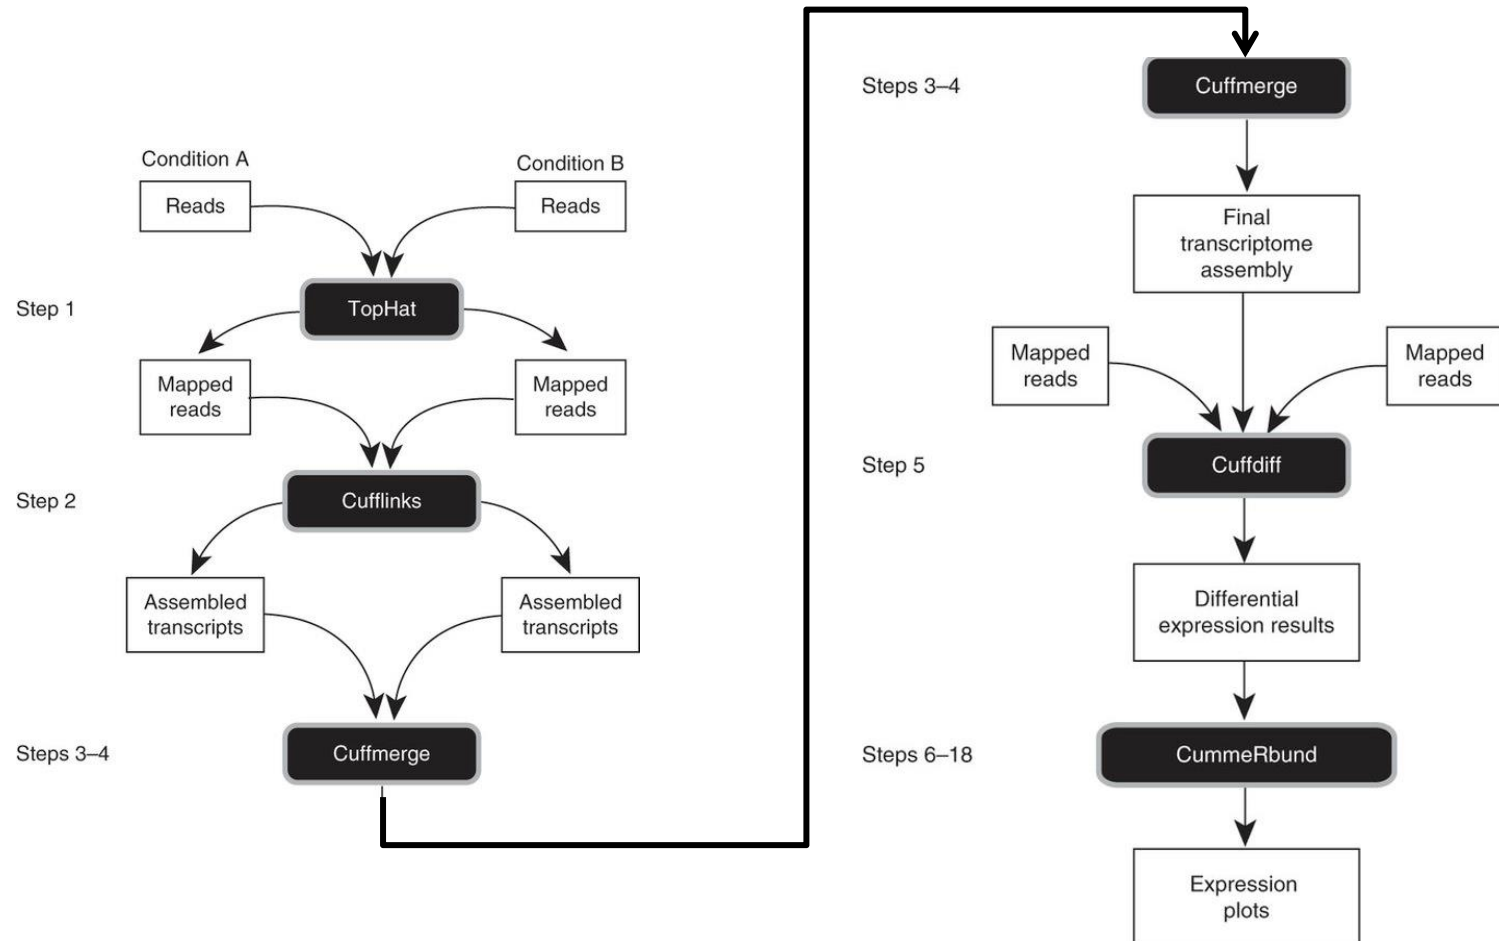 Condition A
Condition B
Reads
Reads
Step 1
TopHat
Mapped
reads
Mapped
reads
Step 2
Cufflinks
Assembled
transcripts
Assembled
transcripts
Steps 3–4
Cuffmerge
Steps 3–4
Cuffmerge
Final
transcriptome
assembly
Mapped
reads
Mapped
reads
Step 5
Cuffdiff
Differential
expression results
Steps 6–18
CummeRbund
Expression
plots